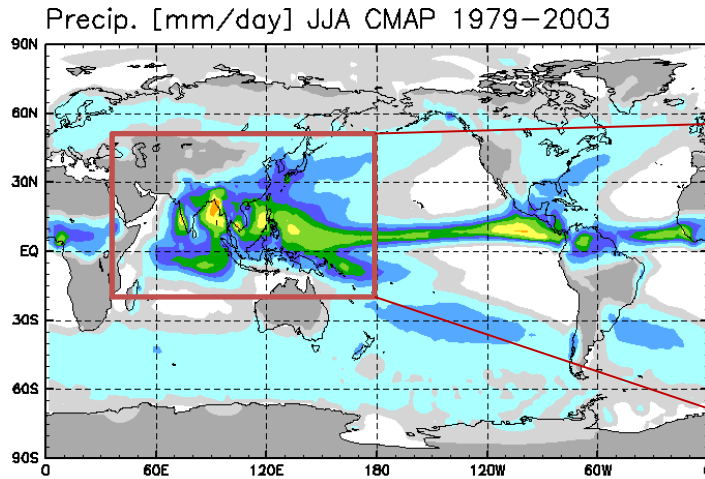 Precip. [mm/day] JJA CMAP 1979−2003
90N
60N
30N
EQ
30S
60S
90S
0 60E 120E 180 120W 60W 0